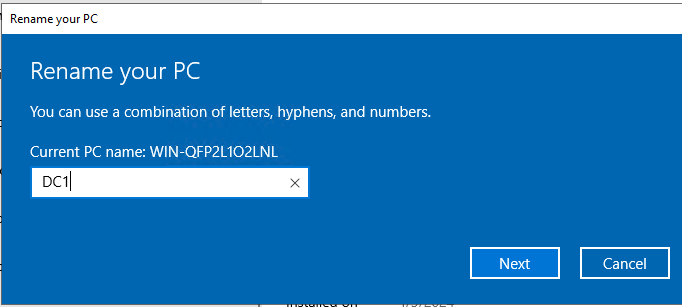 Rename your PC
Rename your PC
You can use a combination of letters, hyphens, and numbers.
Current PC name: WIN-QFP2L1O2LNL
DC1
Next
Cancel